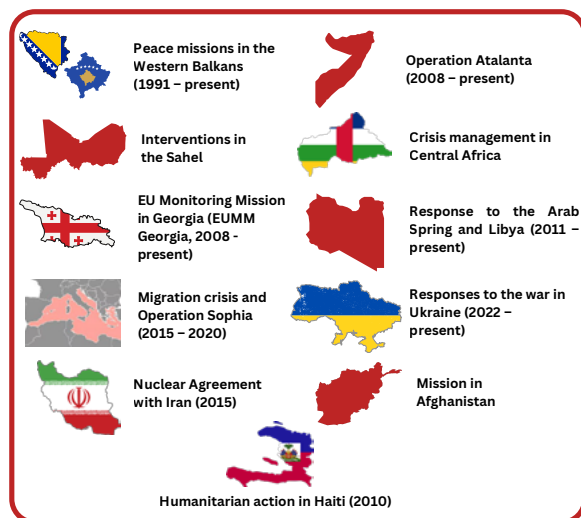 Peace missions in the
Western Balkans
(1991 – present)
Operation Atalanta
(2008 – present)
Interventions in
the Sahel
Crisis management in
Central Africa
EU Monitoring Mission
in Georgia (EUMM
Georgia, 2008 -
present)
Response to the Arab
Spring and Libya (2011 –
present)
Migration crisis and
Operation Sophia
(2015 – 2020)
Responses to the war in
Ukraine (2022 –
present)
Nuclear Agreement
with Iran (2015)
Mission in
Afghanistan
Humanitarian action in Haiti (2010)